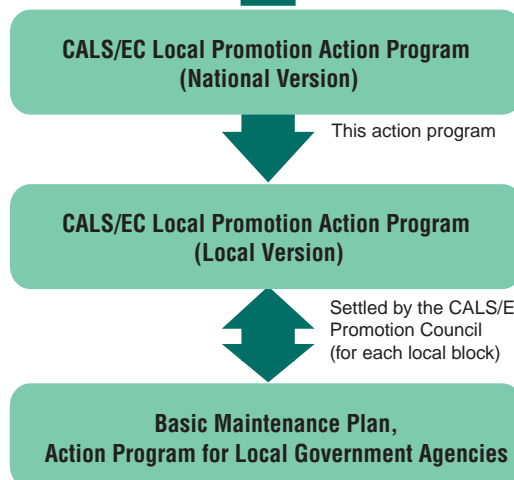 CALS/EC Local Promotion Action Program
(National Version)
This action program
CALS/EC Local Promotion Action Program
(Local Version)
Settled by the CALS/E
Promotion Council
(for each local block)
Basic Maintenance Plan,
Action Program for Local Government Agencies